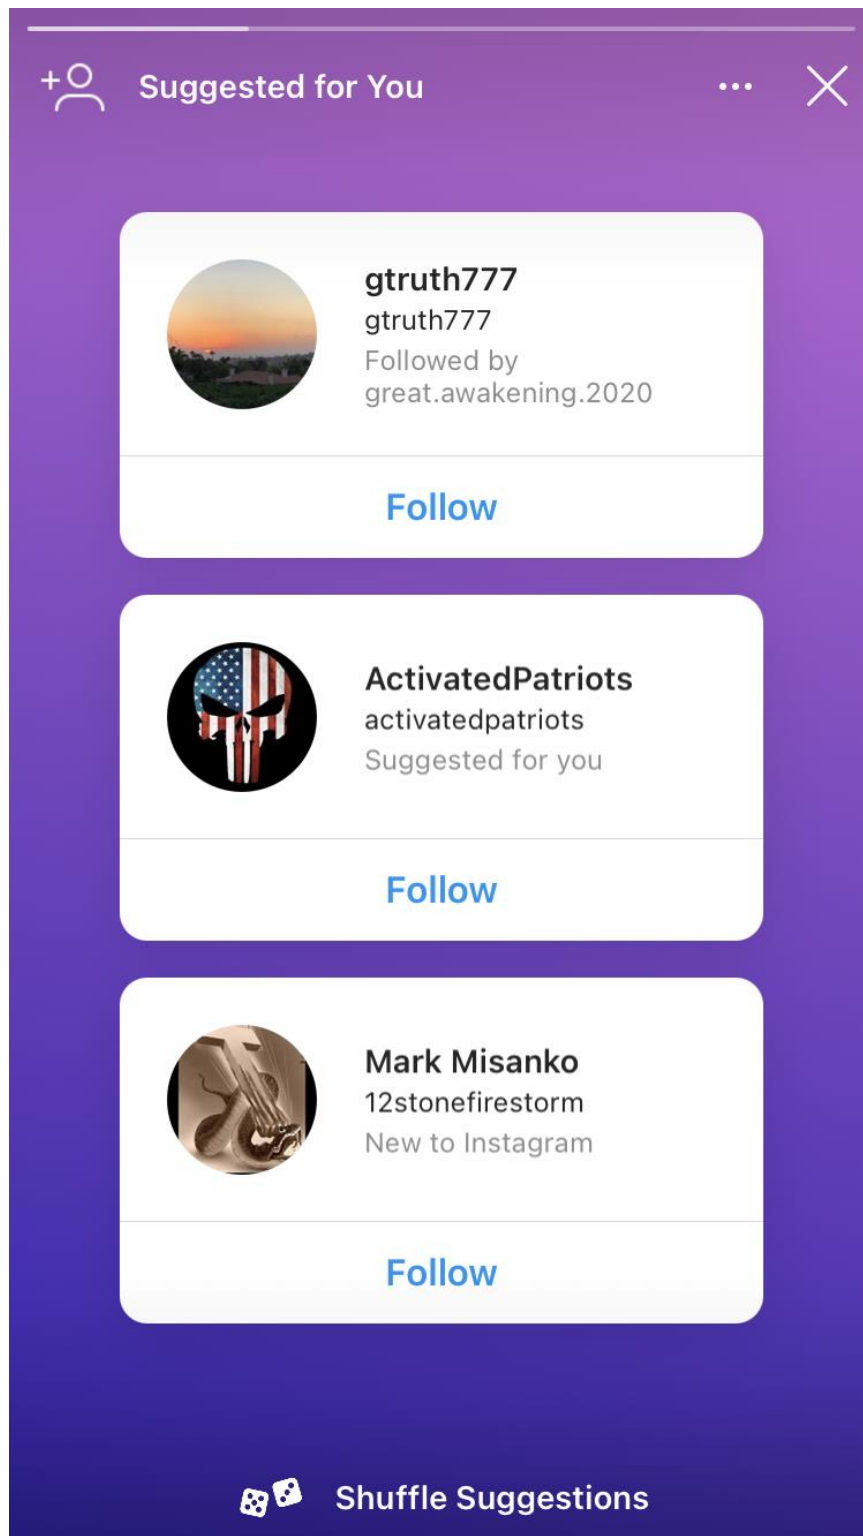 Suggested for You
gtruth777
gtruth777
Followed by
great.awakening.2020
Follow
ActivatedPatriots
activatedpatriots
Suggested for you
Follow
Mark Misanko
12stonefirestorm
New to Instagram
Follow
Shuffle Suggestions